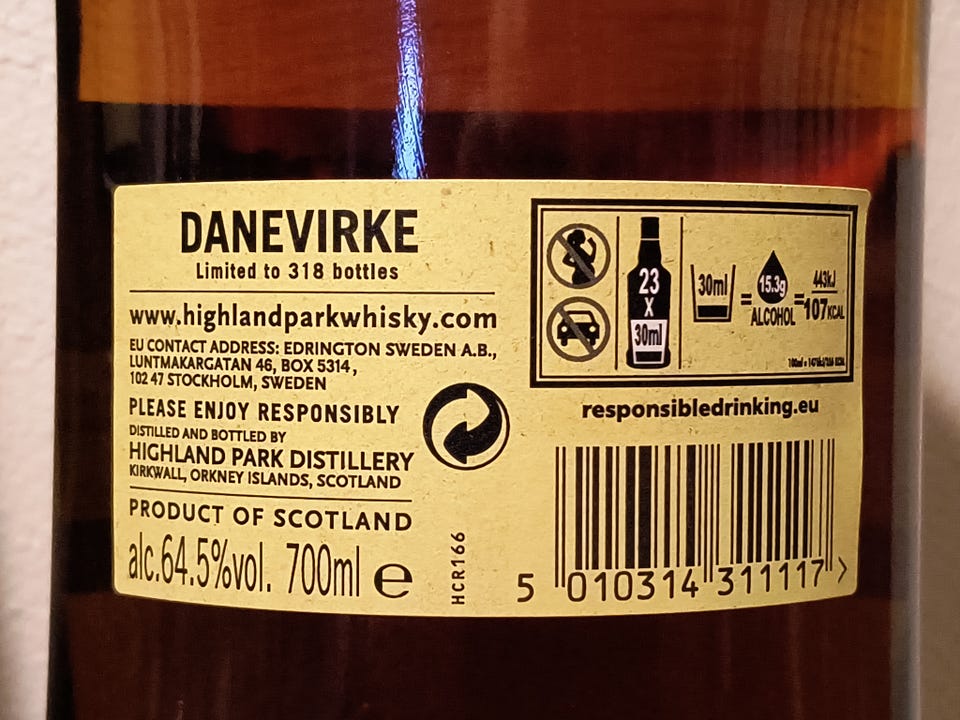 DANEVIRKE
Limited to 318 bottles
www.highlandparkwhisky.com
EU CONTACT ADDRESS: EDRINGTON SWEDEN A.B.,
LUNTMAKARGATAN 46, BOX 5314,
102 47 STOCKHOLM, SWEDEN
PLEASE ENJOY RESPONSIBLY
DISTILLED AND BOTTLED BY
HIGHLAND PARK DISTILLERY
KIRKWALL, ORKNEY ISLANDS, SCOTLAND
PRODUCT OF SCOTLAND
alc.64.5%vol. 700ml e
HCR166
23
X
30ml
30ml = 15.3g ALCOHOL = 443kJ
107KCAL
responsibledrinking.eu
5 010314 311117 >